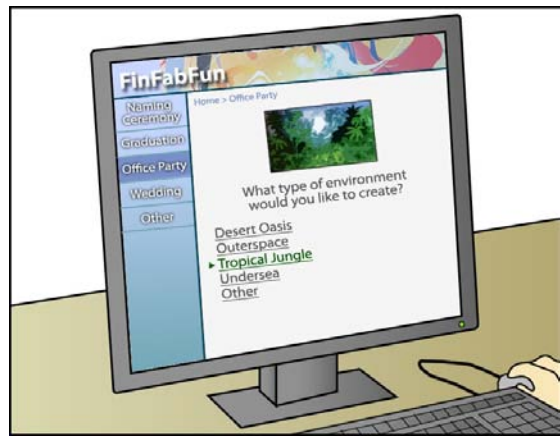 FinFabFun
Naming
Ceremony
Graduation
Office Party
Wedding
Other
Home > Office Party
What type of environment
would you like to create?
Desert Oasis
Outerspace
▸ Tropical Jungle
Undersea
Other